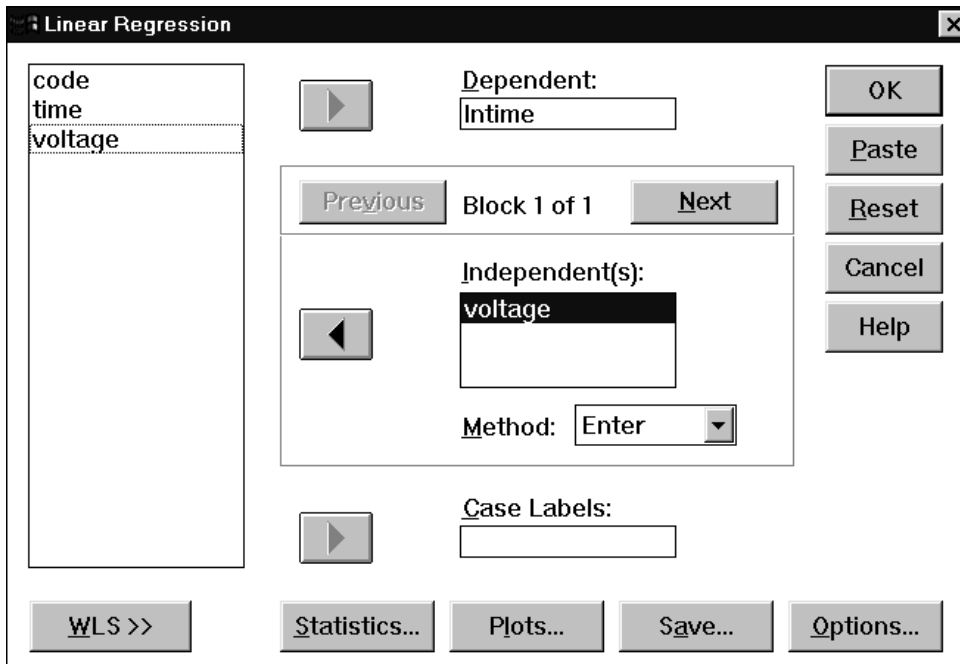 Linear Regression
code
time
voltage
Dependent:
lntime
Previous
Block 1 of 1
Next
Independent(s):
voltage
Method:
Enter
Case Labels:
OK
Paste
Reset
Cancel
Help
WLS >>
Statistics...
Plots...
Save...
Options...